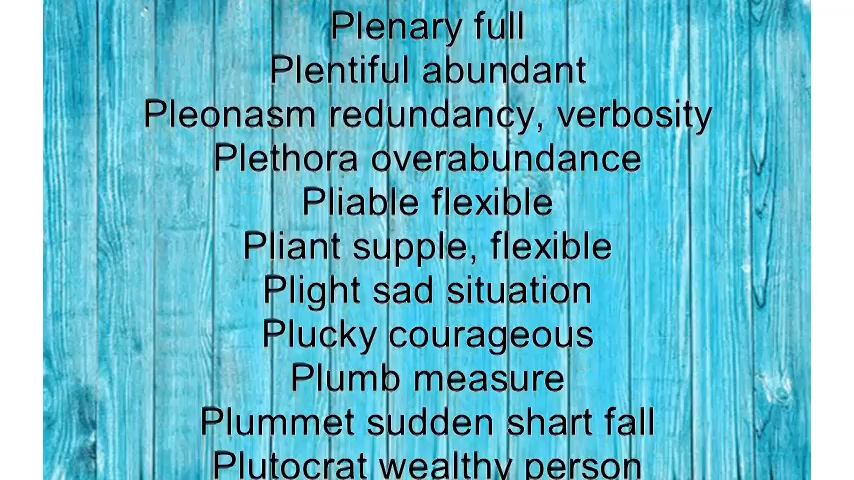 Plenary full
Plentiful abundant
Pleonasm redundancy, verbosity
Plethora overabundance
Pliable flexible
Pliant supple, flexible
Plight sad situation
Plucky courageous
Plumb measure
Plummet sudden shart fall
Plutocrat wealthy person